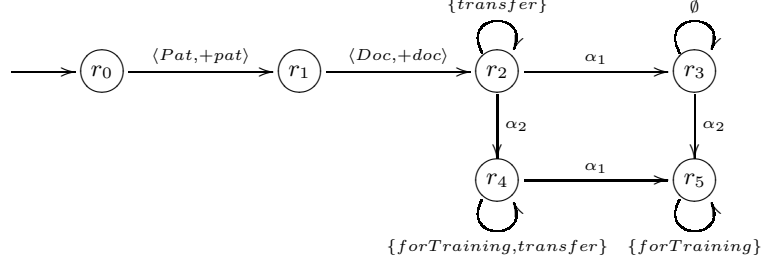 {transfer} ∅
⟨Pat,+pat⟩ ⟨Doc,+doc⟩ α₁
r₀ r₁ r₂ r₃
α₂ α₂
α₁
r₄ r₅
{forTraining,transfer} {forTraining}